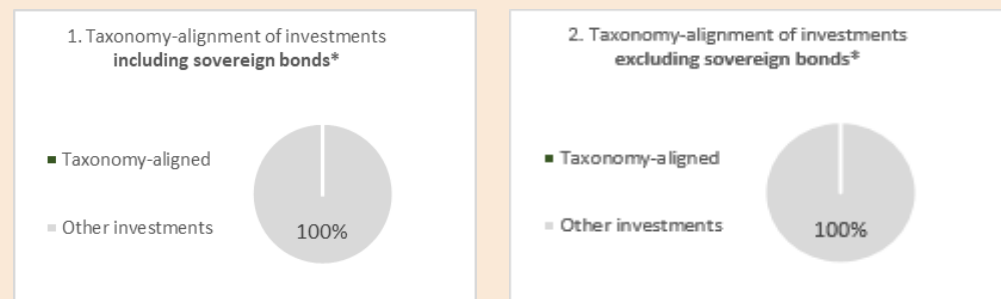 1. Taxonomy-alignment of investments
including sovereign bonds*
Taxonomy-aligned
Other investments
100%
2. Taxonomy-alignment of investments
excluding sovereign bonds*
Taxonomy-aligned
Other investments
100%